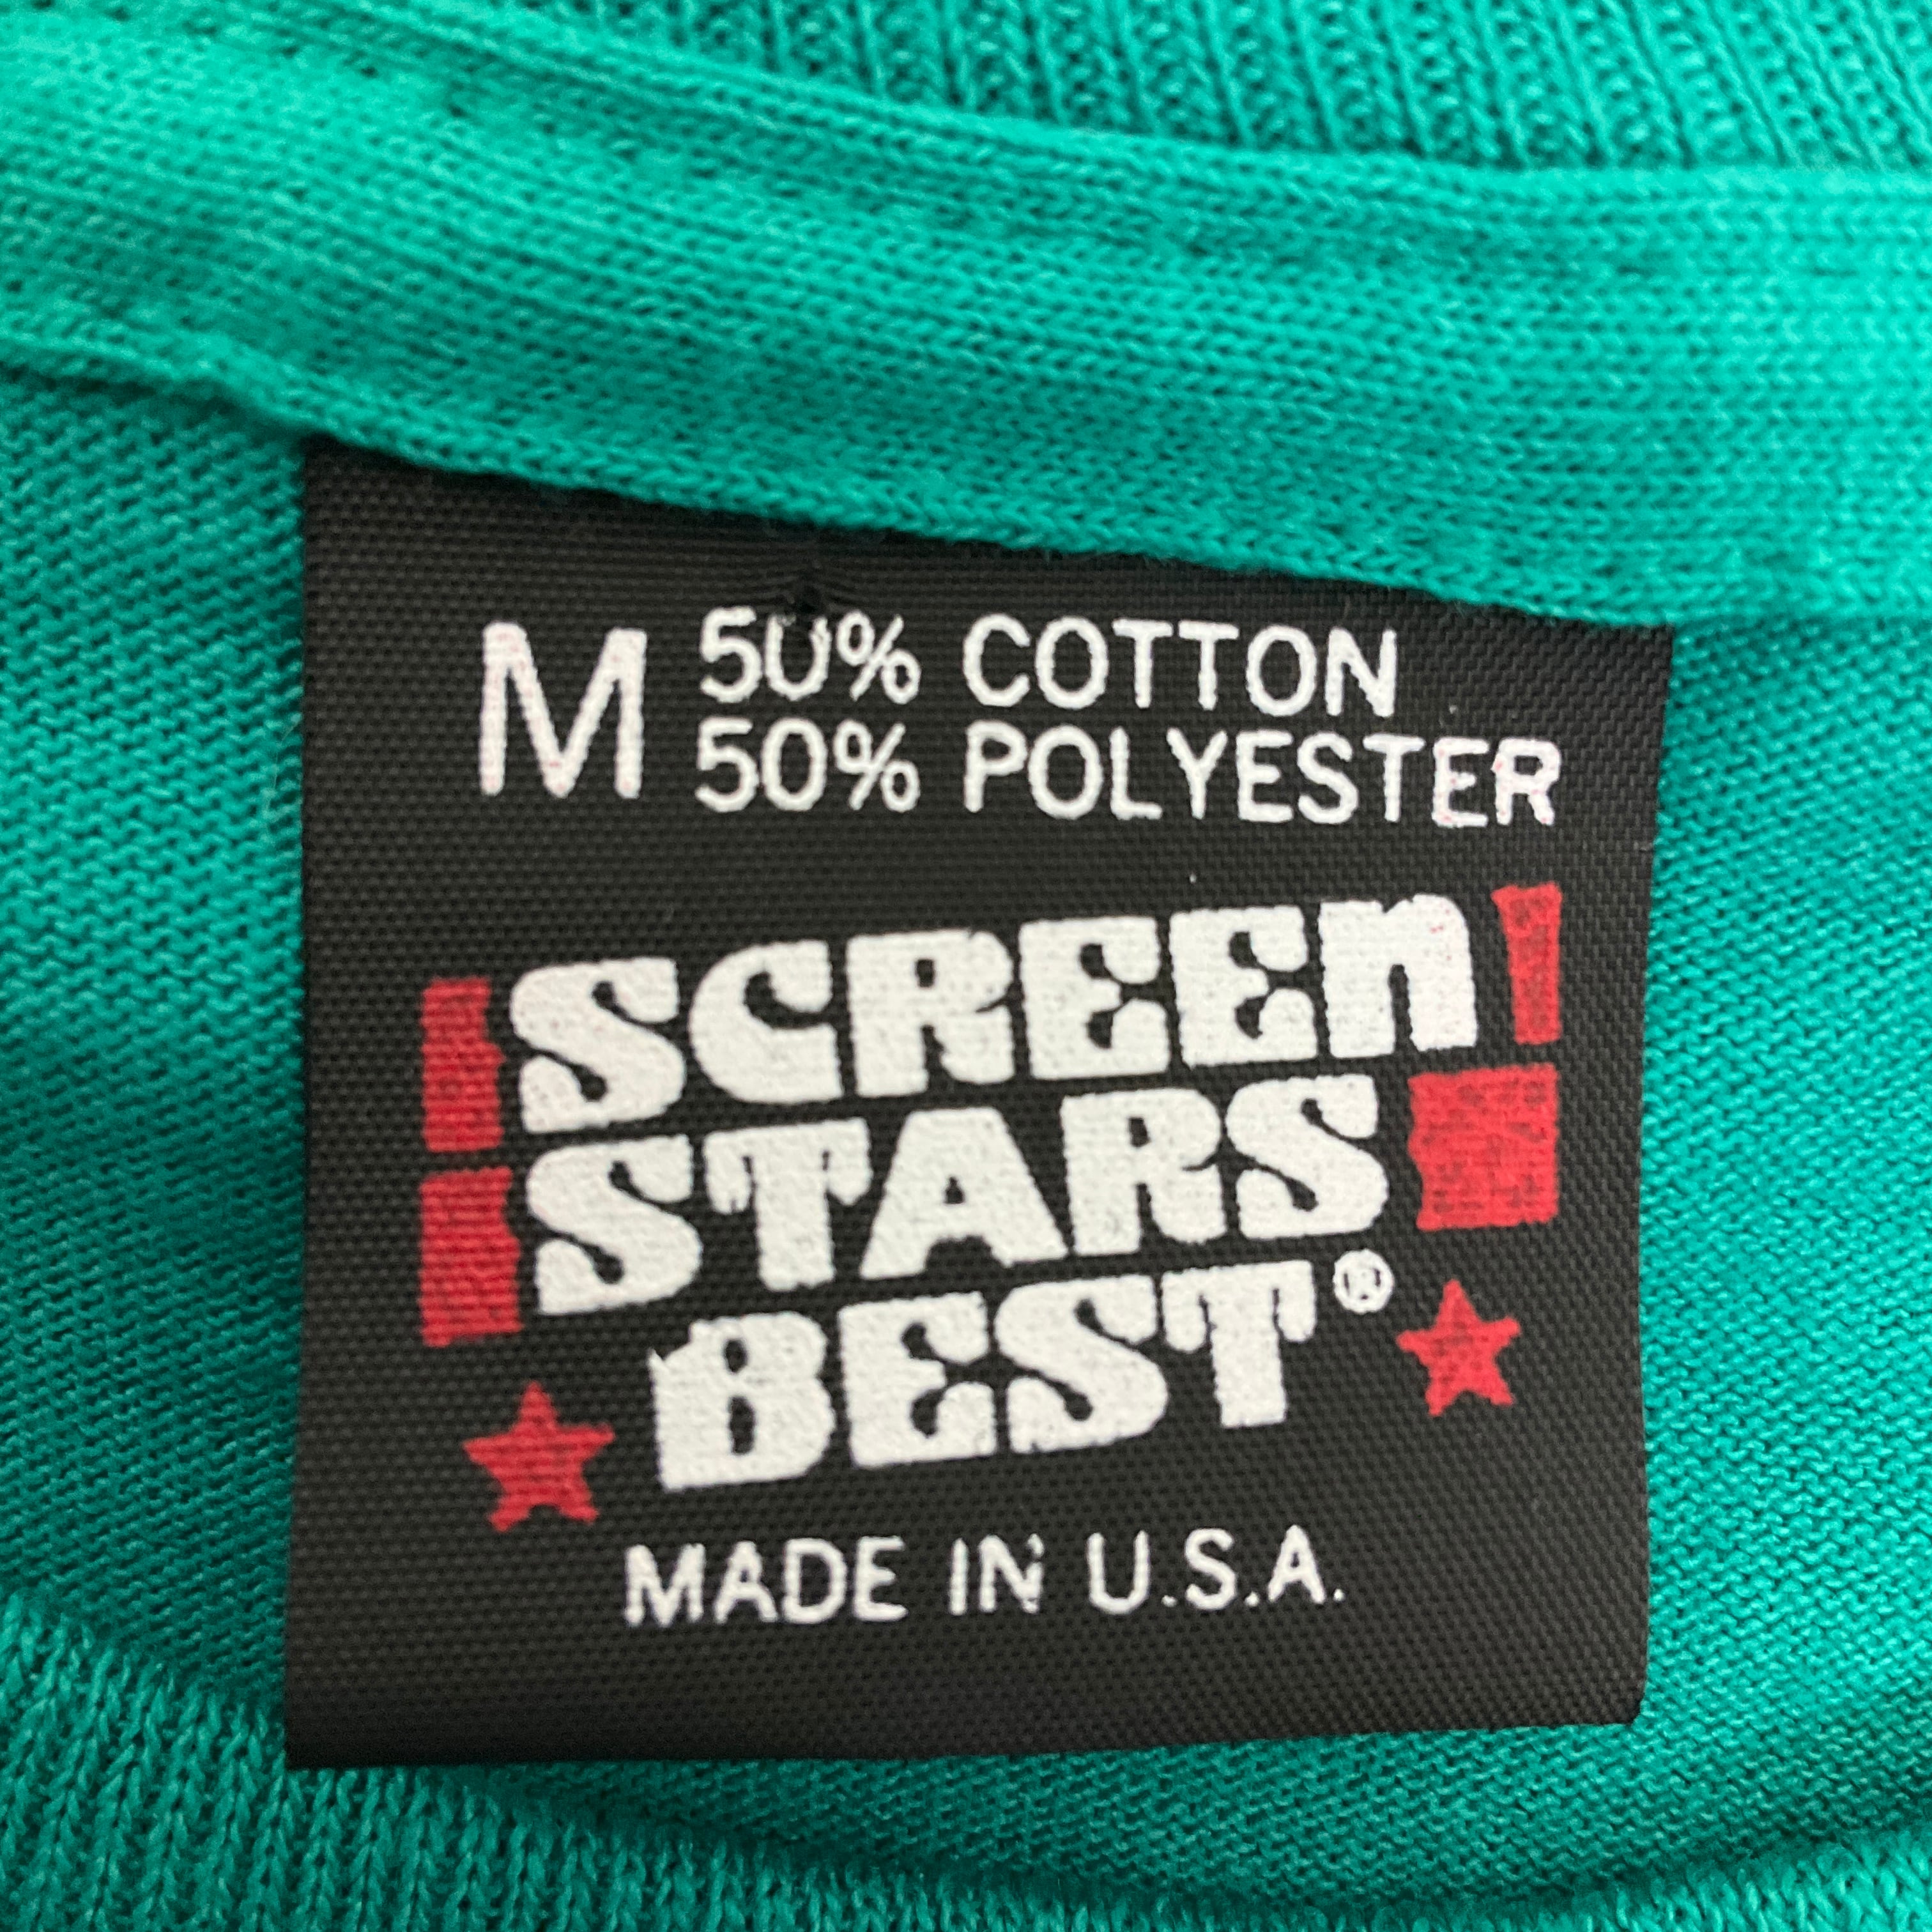 M 50% COTTON
50% POLYESTER
SCREEN
STARS
BEST®
MADE IN U.S.A.